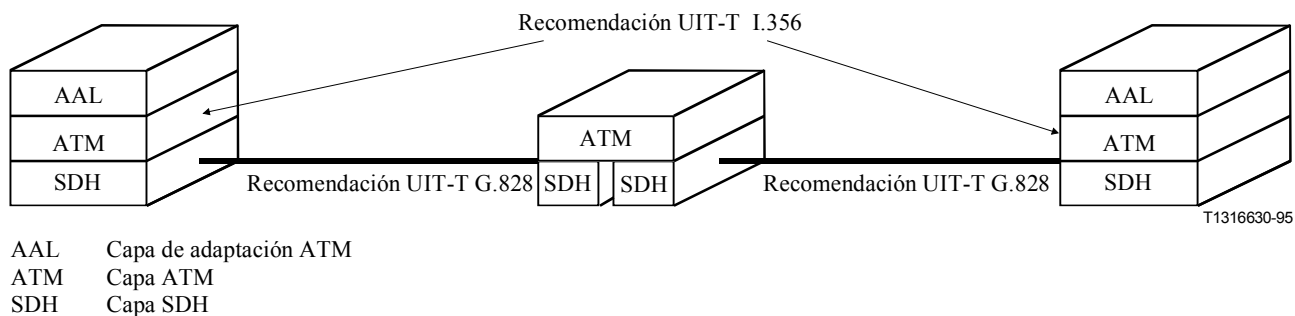 Recomendación UIT-T I.356
AAL
ATM
SDH
Recomendación UIT-T G.828
ATM
SDH SDH
Recomendación UIT-T G.828
AAL
ATM
SDH
T1316630-95
AAL Capa de adaptación ATM
ATM Capa ATM
SDH Capa SDH